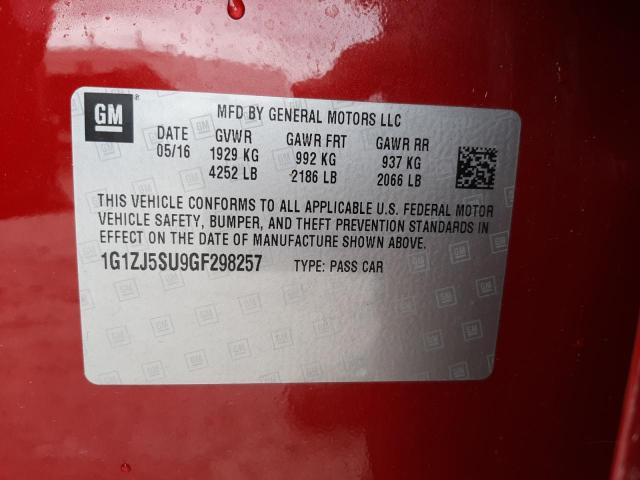 GM ®
MFD BY GENERAL MOTORS LLC
DATE GVWR GAWR FRT GAWR RR
05/16 1929 KG 992 KG 937 KG
4252 LB 2186 LB 2066 LB
THIS VEHICLE CONFORMS TO ALL APPLICABLE U.S. FEDERAL MOTOR
VEHICLE SAFETY, BUMPER, AND THEFT PREVENTION STANDARDS
IN EFFECT ON THE DATE OF MANUFACTURE SHOWN ABOVE.
1G1ZJ5SU9GF298257 TYPE: PASS CAR